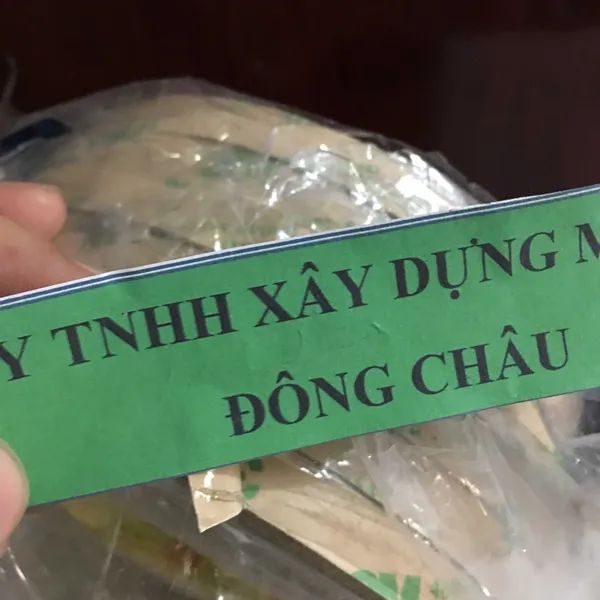 Y TNHH XÂY DỰNG M
ĐÔNG CHÂU